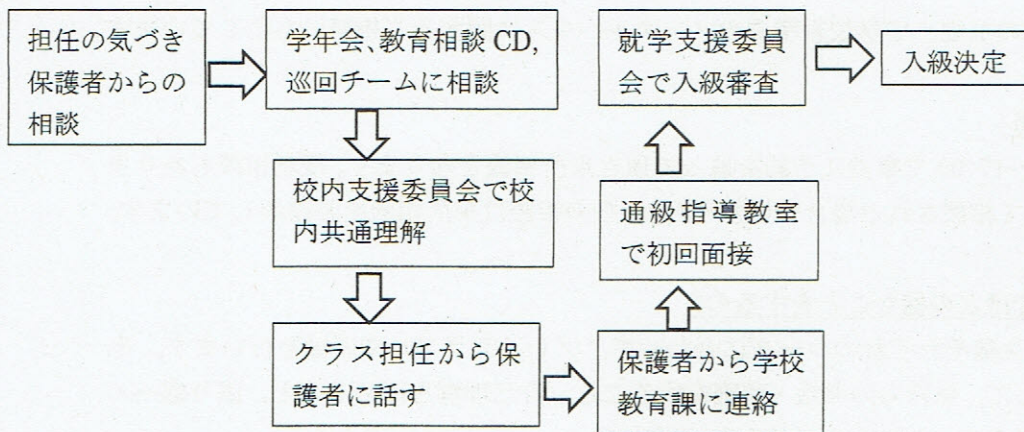 担任の気づき
保護者からの
相談
学年会、教育相談 CD,
巡回チームに相談
校内支援委員会で校
内共通理解
クラス担任から保
護者に話す
保護者から学校
教育課に連絡
通級指導教室
で初回面接
就学支援委員
会で入級審査
入級決定